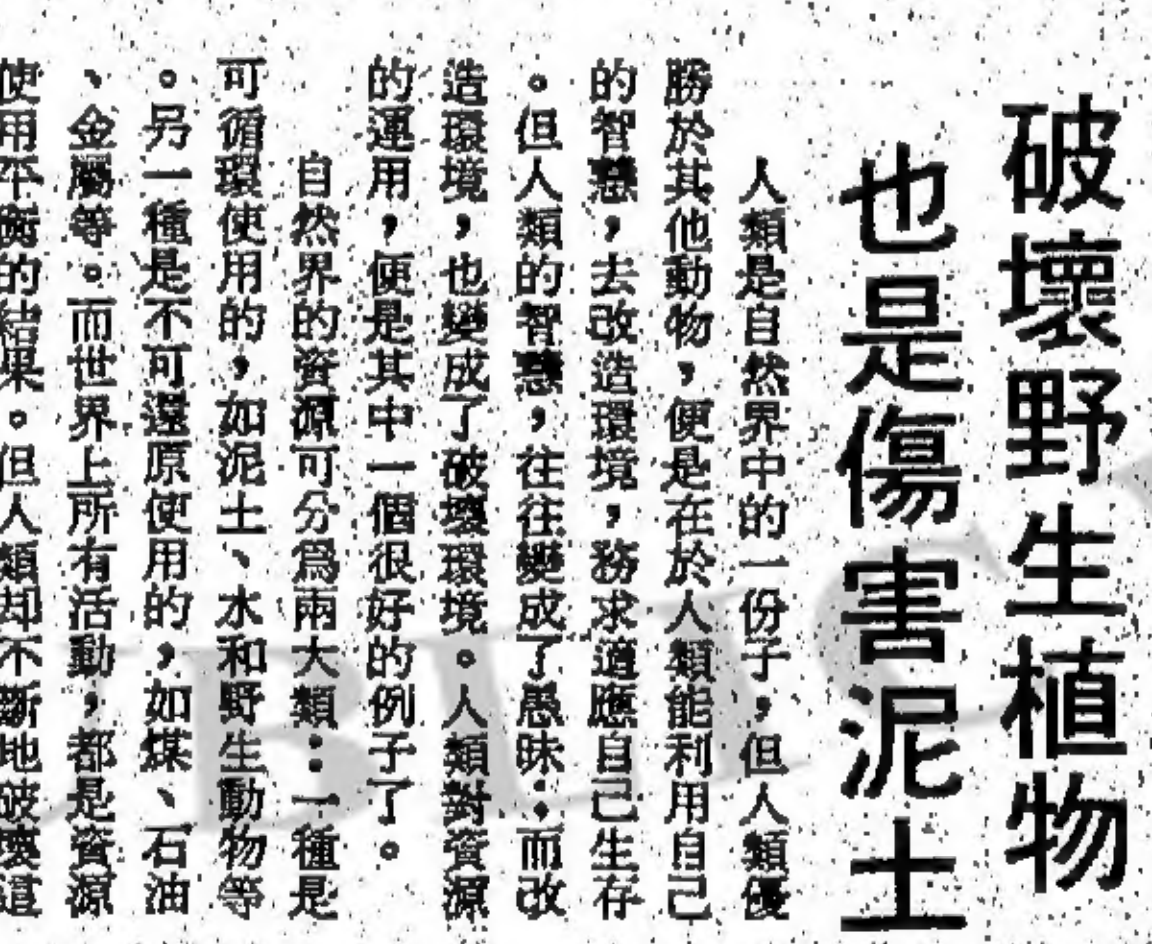 破壞野生植物
也是傷害泥土
人類是自然界中的一份子，但人類優
勝於其他動物，便是在於人類能利用自己
的智慧，去改造環境，務求適應自己生存
。但人類的智慧，往往變成了愚昧；而改
造環境，也變成了破壞環境。人類對資源
的運用，便是其中一個很好的例子了。
自然界的資源可分為兩大類：一種是
可循環使用的，如泥土、水和野生動物等
。另一種是不可還原使用的，如煤、石油
、金屬等。而世界上所有活動，都是資源
使用平衡的結果。但人類却不斷地破壞這